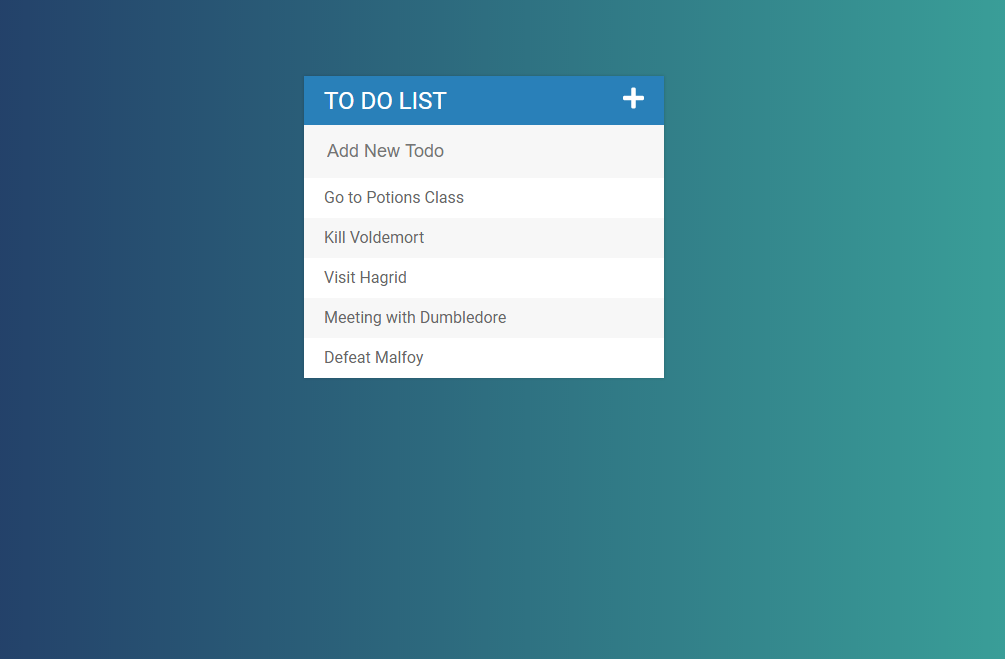 TO DO LIST
Add New Todo
Go to Potions Class
Kill Voldemort
Visit Hagrid
Meeting with Dumbledore
Defeat Malfoy